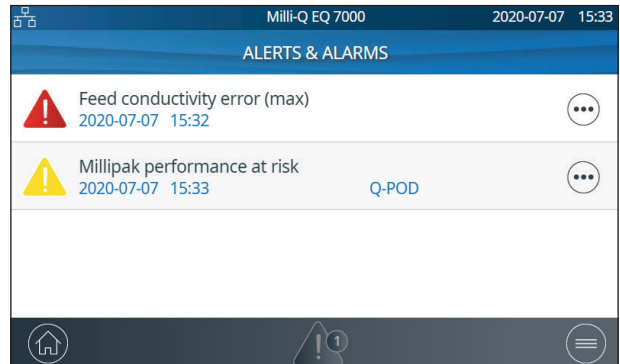 Milli-Q EQ 7000 2020-07-07 15:33
ALERTS & ALARMS
Feed conductivity error (max)
2020-07-07 15:32
Millipak performance at risk
2020-07-07 15:33 Q-POD
1